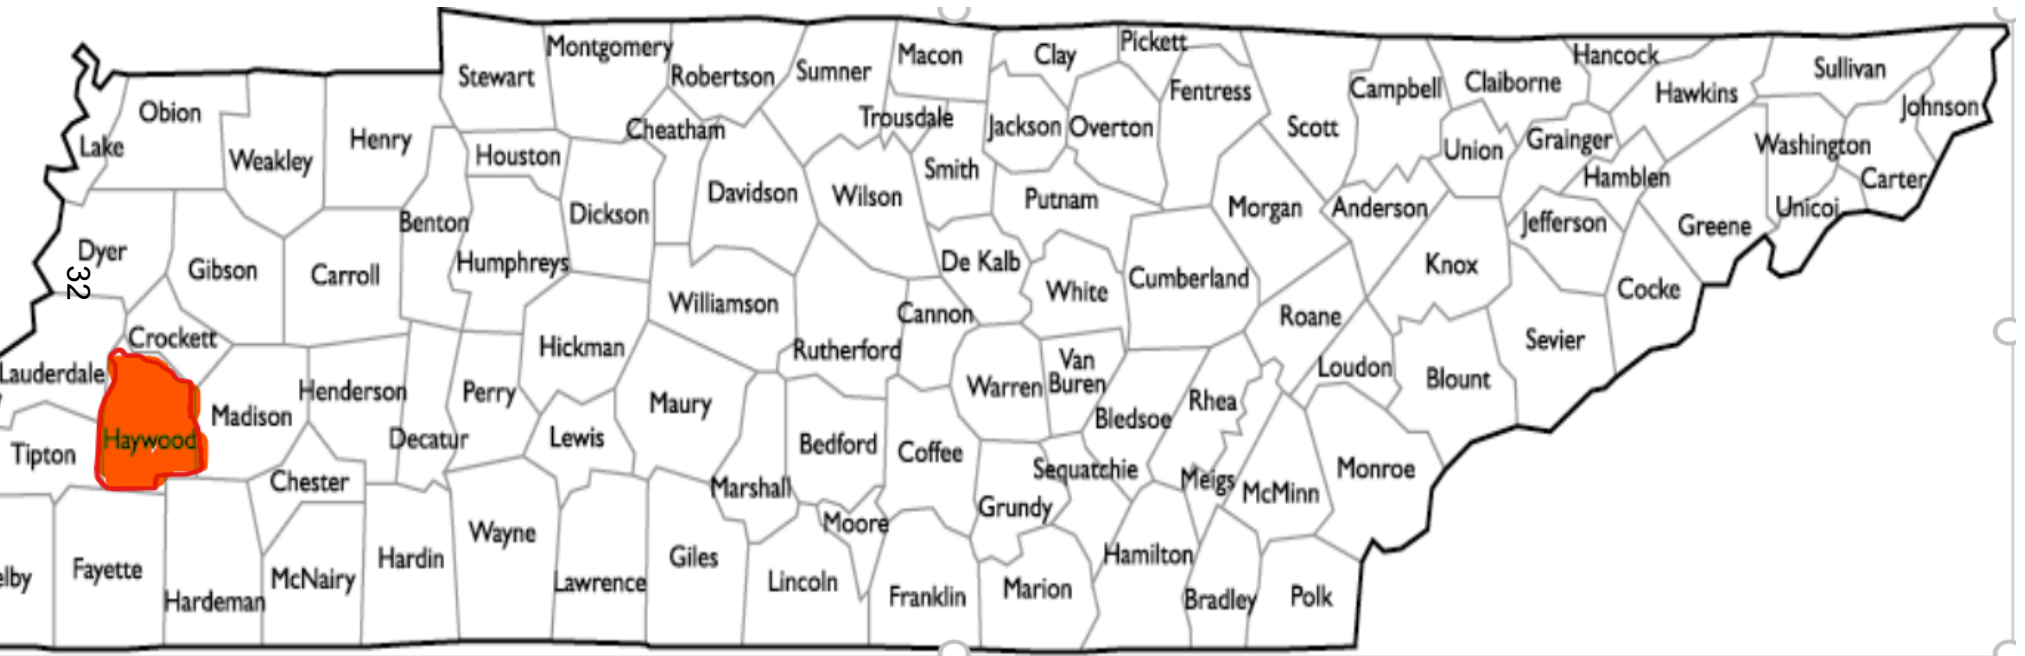 Stewart
Montgomery
Robertson
Sumner
Macon
Clay
Pickett
Fentress
Scott
Campbell
Claiborne
Hancock
Hawkins
Sullivan
Johnson
Lake
Obion
Weakley
Henry
Houston
Cheatham
Trousdale
Jackson
Overton
Union
Grainger
Washington
Carter
Hamblen
Unicoi
Benton
Dickson
Davidson
Wilson
Smith
Putnam
Morgan
Anderson
Jefferson
Greene
Dyer
32
Gibson
Carroll
Humphreys
Williamson
De Kalb
White
Cumberland
Knox
Cocke
Crockett
Hickman
Rutherford
Cannon
Roane
Sevier
Lauderdale
Haywood
Madison
Henderson
Perry
Maury
Warren
Van
Buren
Bledsoe
Rhea
Loudon
Blount
Tipton
Decatur
Lewis
Bedford
Coffee
Sequatchie
Meigs
McMinn
Monroe
Chester
Marshall
Grundy
Moore
elby
Fayette
Hardeman
McNairy
Hardin
Wayne
Lawrence
Giles
Lincoln
Franklin
Marion
Hamilton
Bradley
Polk